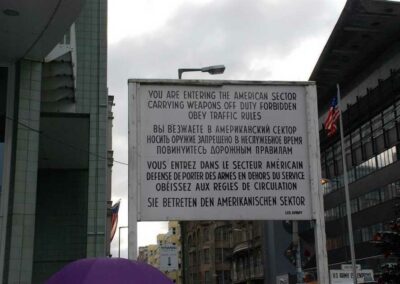 YOU ARE ENTERING THE AMERICAN SECTOR
CARRYING WEAPONS OFF DUTY FORBIDDEN
OBEY TRAFFIC RULES
ВЫ ВЪЕЗЖАЕТЕ В АМЕРИКАНСКИЙ СЕКТОР
НОСИТЬ ОРУЖИЕ ЗАПРЕЩЕНО В НЕСЛУЖЕБНОЕ ВРЕМЯ
ПОВИНУЙТЕСЬ ДОРОЖНЫМ ПРАВИЛАМ
VOUS ENTREZ DANS LE SECTEUR AMÉRICAIN
DEFENSE DE PORTER DES ARMES EN DEHORS DU SERVICE
OBÉISSEZ AUX REGLES DE CIRCULATION
SIE BETRETEN DEN AMERIKANISCHEN SEKTOR
US ARMY